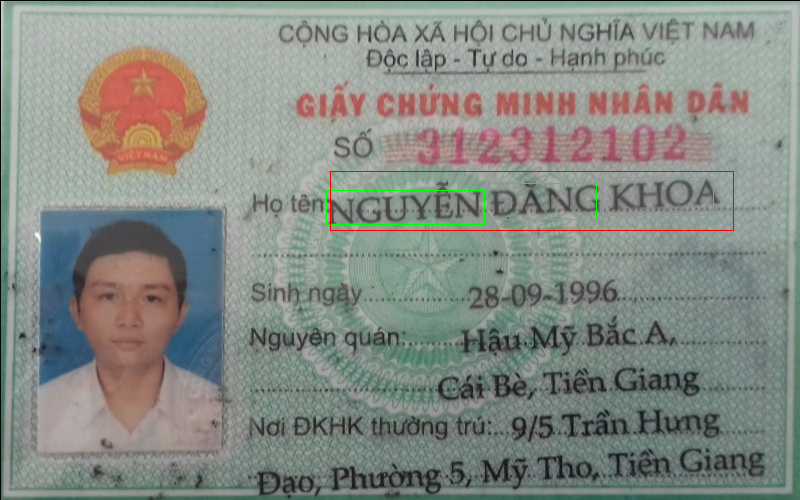 CỘNG HÒA XÃ HỘI CHỦ NGHĨA VIỆT NAM
Độc lập - Tự do - Hạnh phúc
GIẤY CHỨNG MINH NHÂN DÂN
SỐ 312312102
VIỆT NAM
Họ tên: NGUYỄN ĐĂNG KHOA
Sinh ngày 28-09-1996
Nguyên quán: Hậu Mỹ Bắc A,
Cái Bè, Tiền Giang
Nơi ĐKHK thường trú: 9/5 Trần Hưng
Đạo, Phường 5, Mỹ Tho, Tiền Giang